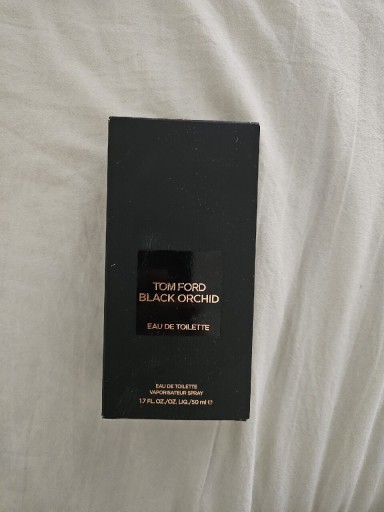 TOM FORD
BLACK ORCHID
EAU DE TOILETTE
EAU DE TOILETTE
VAPORISATEUR SPRAY
1.7 FL. OZ./OZ. LIQ./50 ml ℮